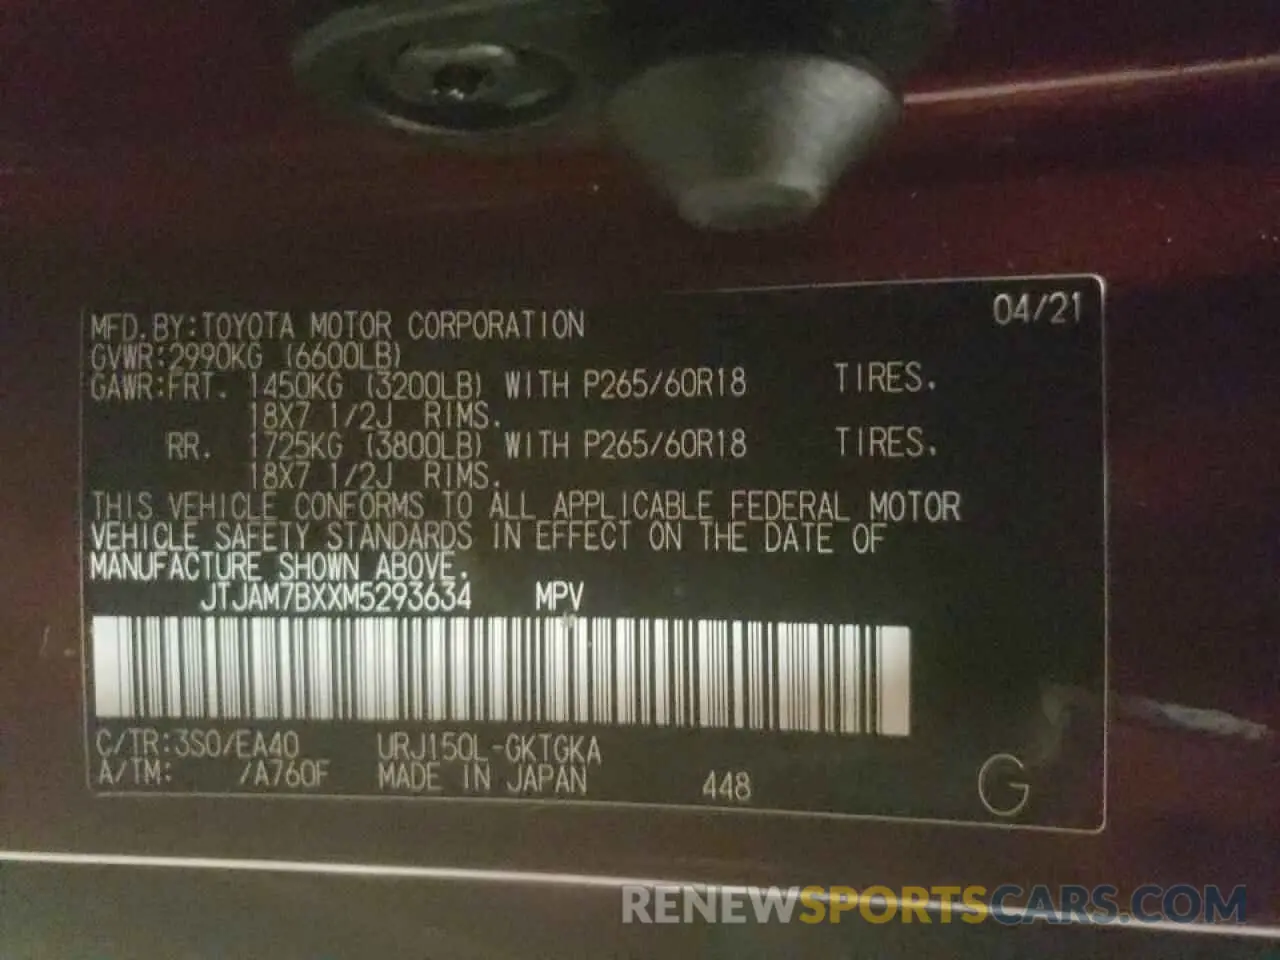 04/21
MFD.BY:TOYOTA MOTOR CORPORATION
GVWR:2990KG (6600LB)
GAWR:FRT. 1450KG (3200LB) WITH P265/60R18 TIRES.
18X7 1/2J RIMS.
RR. 1725KG (3800LB) WITH P265/60R18 TIRES.
18X7 1/2J RIMS.
THIS VEHICLE CONFORMS TO ALL APPLICABLE FEDERAL MOTOR
VEHICLE SAFETY STANDARDS IN EFFECT ON THE DATE OF
MANUFACTURE SHOWN ABOVE.
JTJAM7BXXM5293634 MPV
C/TR:3S0/EA40 URJ150L-GKTGKA
A/TM: /A760F MADE IN JAPAN 448 G
RENEWSPORTSCARS.COM